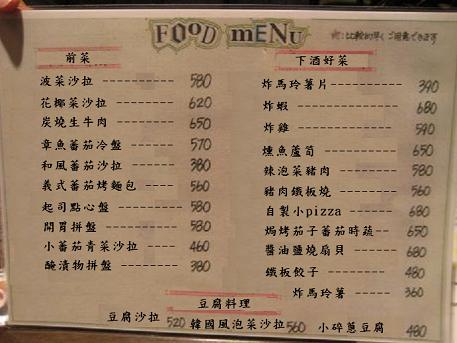 FOOD MENU
前菜
波菜沙拉 ----------- 580
花椰菜沙拉 --------- 620
炭燒生牛肉 --------- 650
章魚蕃茄冷盤 ------- 570
和風蕃茄沙拉 ------- 380
義式蕃茄烤麵包 ---- 560
起司點心盤 --------- 580
開胃拼盤 ----------- 580
小蕃茄青菜沙拉 ---- 460
醃漬物拼盤 --------- 380
下酒好菜
炸馬玲薯片---------- 390
炸蝦 --------------- 680
炸雞 --------------- 590
燻魚蘆筍 ----------- 650
辣泡菜豬肉 --------- 580
豬肉鐵板燒 --------- 560
自製小pizza -------- 680
焗烤茄子蕃茄時蔬-- 650
醬油鹽燒扇貝 ------- 680
鐵板餃子 ----------- 480
炸馬玲薯 ----------- 360
豆腐料理
豆腐沙拉 520 韓國風泡菜沙拉 560 小碎蔥豆腐 480